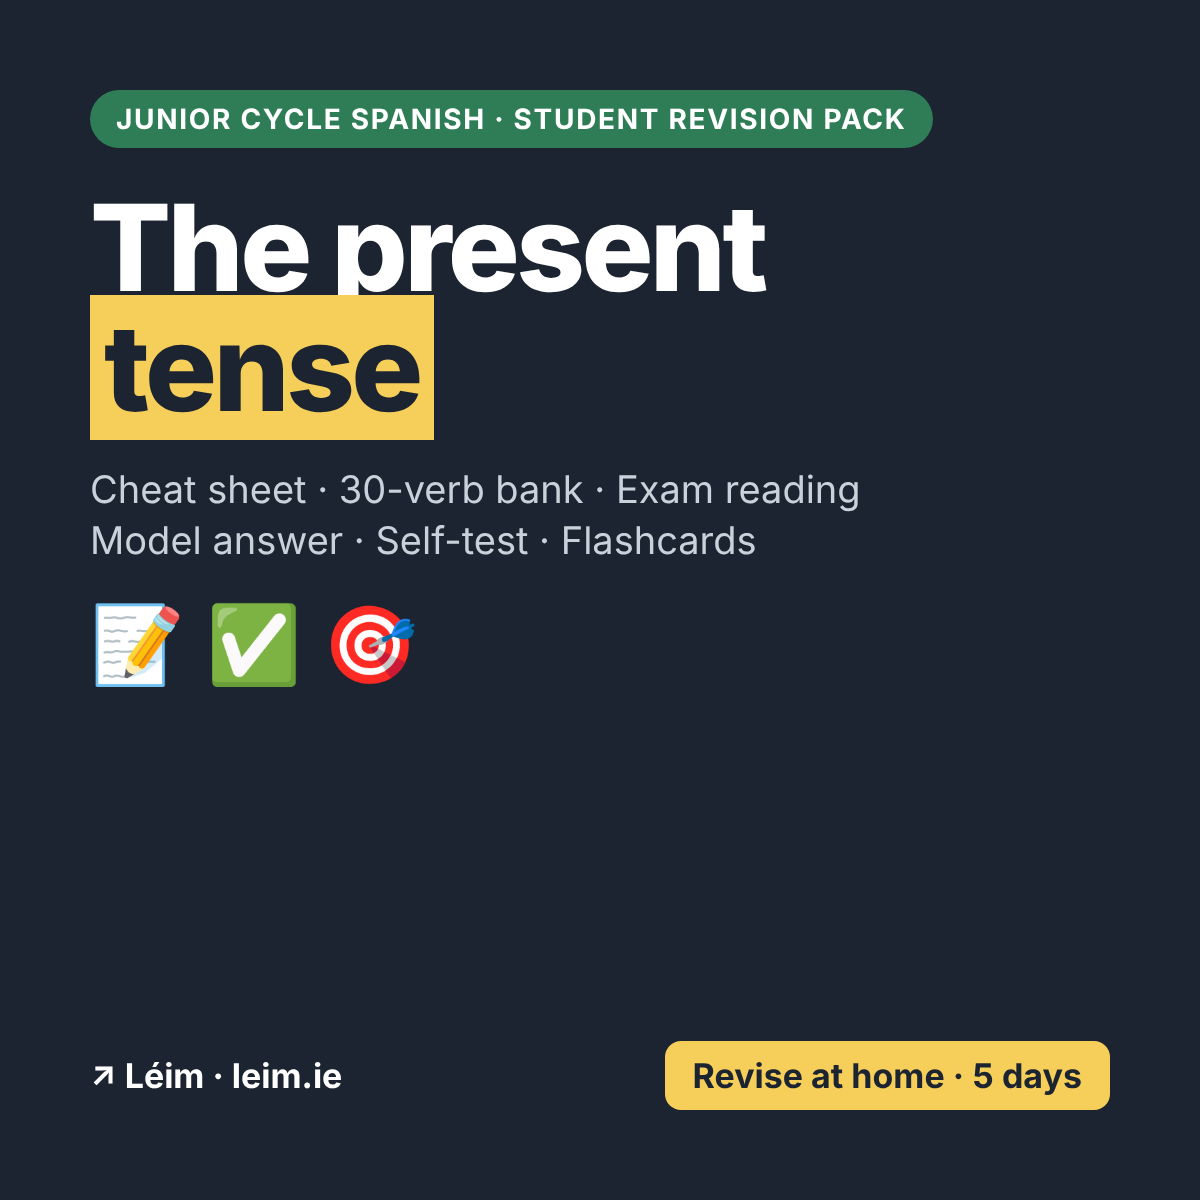 JUNIOR CYCLE SPANISH · STUDENT REVISION PACK
The present
tense
Cheat sheet · 30-verb bank · Exam reading
Model answer · Self-test · Flashcards
↗ Léim · leim.ie
Revise at home · 5 days